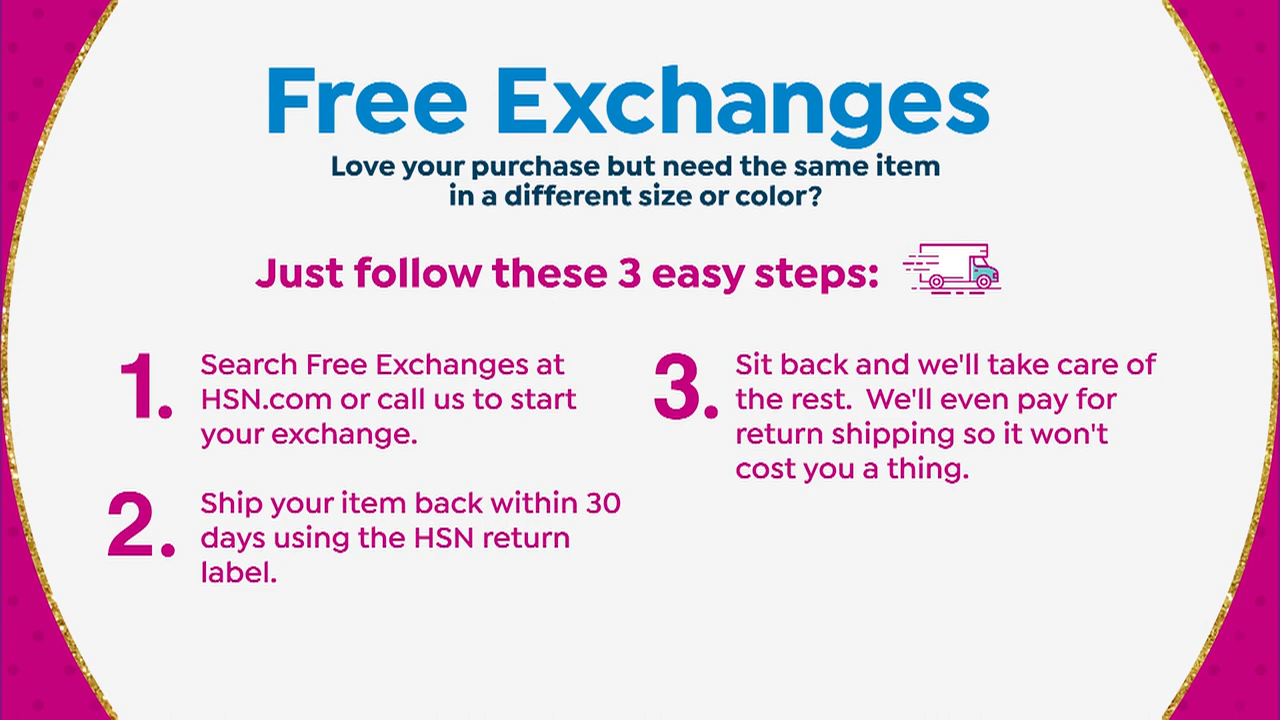 Free Exchanges
Love your purchase but need the same item
in a different size or color?
Just follow these 3 easy steps:
1. Search Free Exchanges at
HSN.com or call us to start
your exchange.
2. Ship your item back within 30
days using the HSN return
label.
3. Sit back and we'll take care of
the rest.  We'll even pay for
return shipping so it won't
cost you a thing.